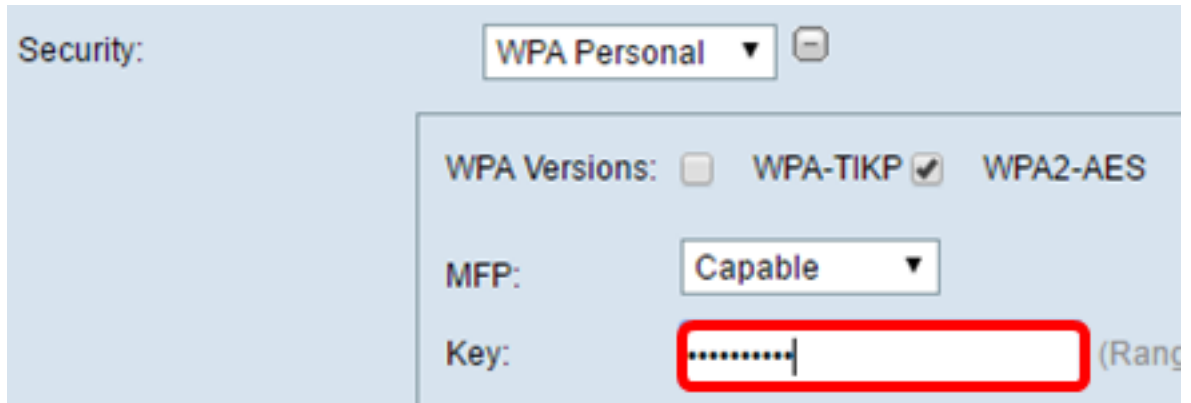 Security: WPA Personal
WPA Versions: WPA-TIKP WPA2-AES
MFP: Capable
Key: •••••••••• (Rang